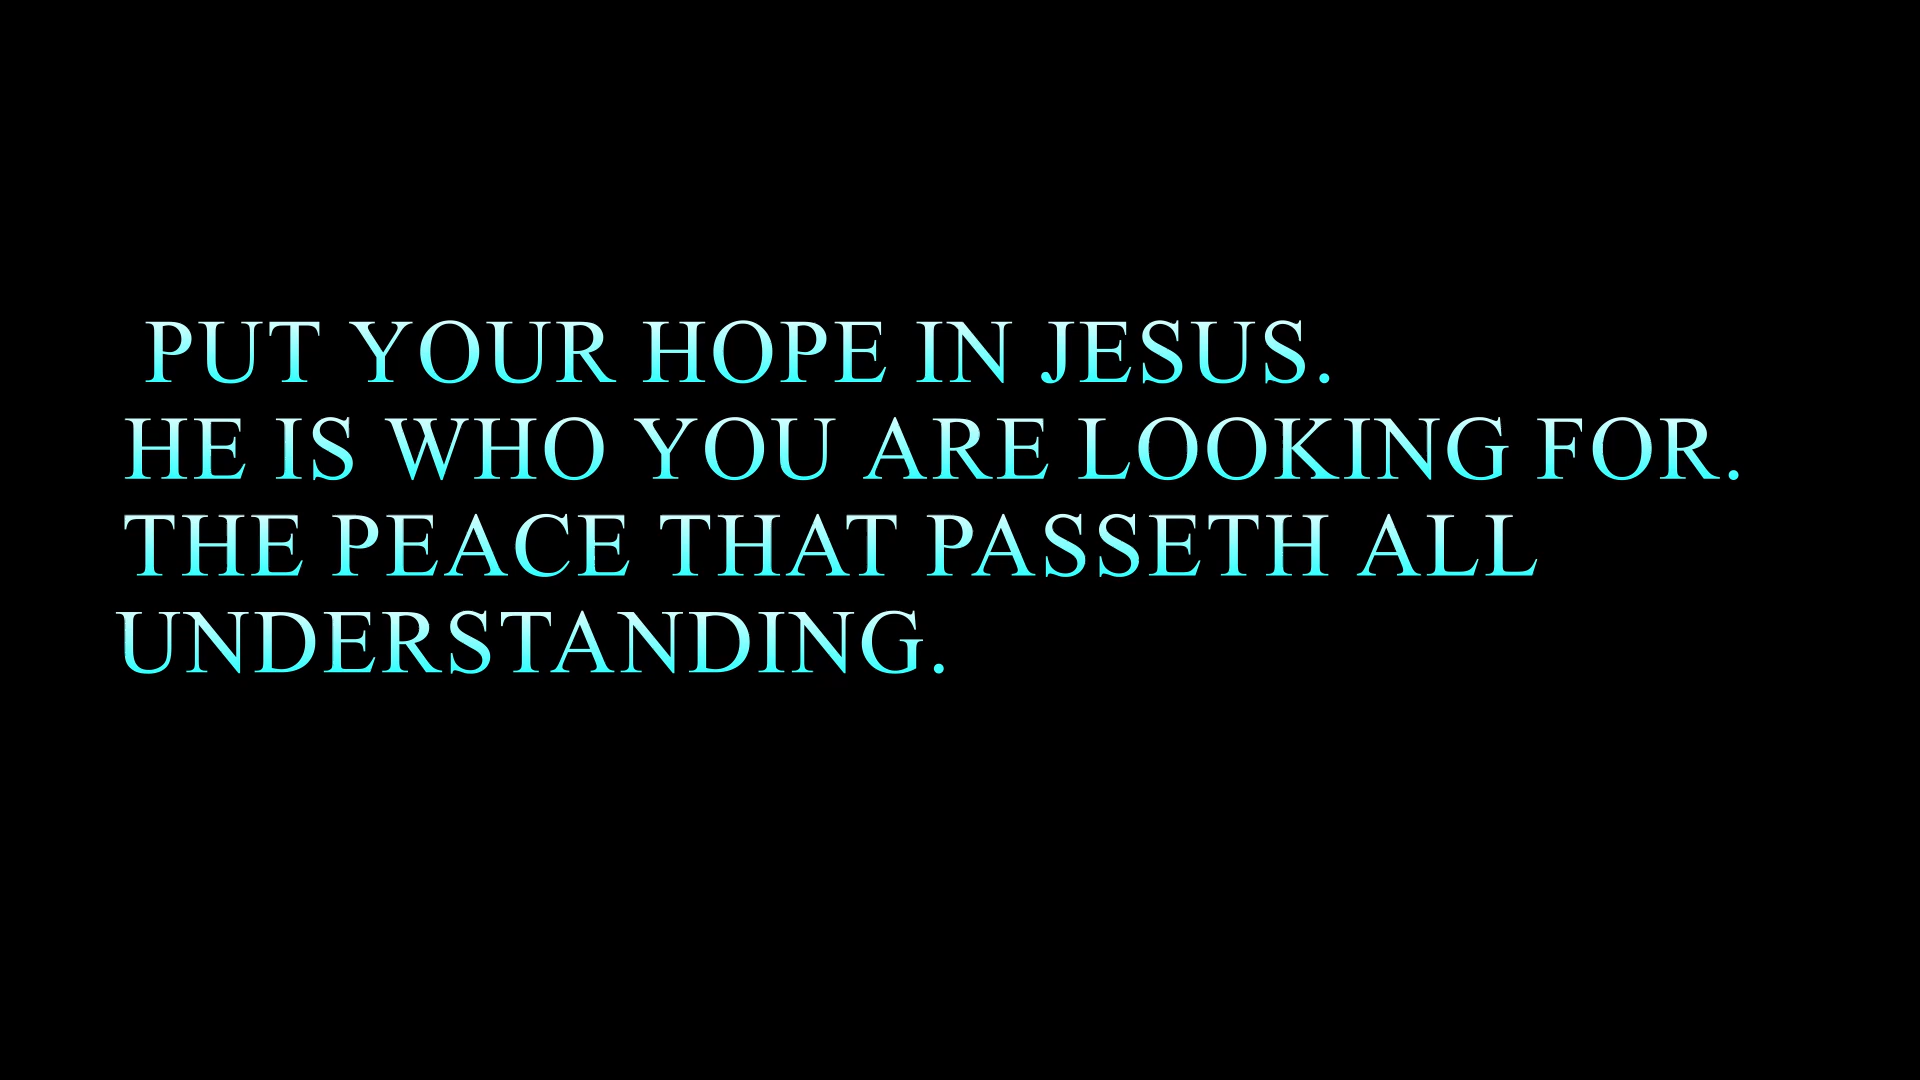 PUT YOUR HOPE IN JESUS.
HE IS WHO YOU ARE LOOKING FOR.
THE PEACE THAT PASSETH ALL
UNDERSTANDING.